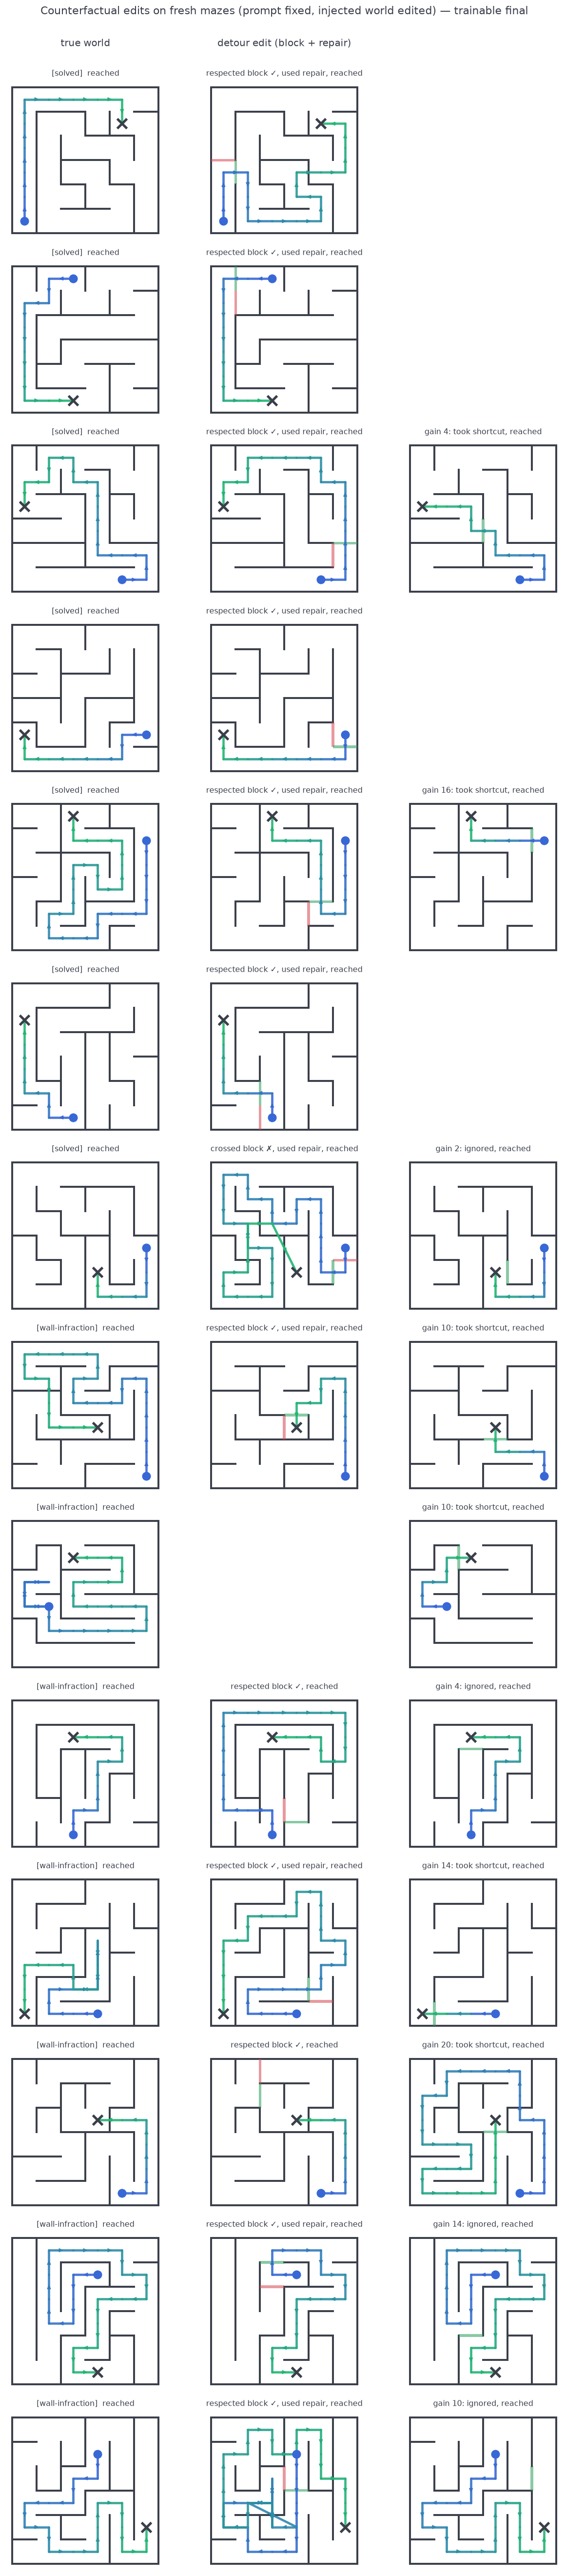 Counterfactual edits on fresh mazes (prompt fixed, injected world edited) — trainable final
true world
detour edit (block + repair)
[solved] reached
respected block ✓, used repair, reached
[solved] reached
respected block ✓, used repair, reached
[solved] reached
respected block ✓, used repair, reached
gain 4: took shortcut, reached
[solved] reached
respected block ✓, used repair, reached
[solved] reached
respected block ✓, used repair, reached
gain 16: took shortcut, reached
[solved] reached
respected block ✓, used repair, reached
[solved] reached
crossed block ✗, used repair, reached
gain 2: ignored, reached
[wall-infraction] reached
respected block ✓, used repair, reached
gain 10: took shortcut, reached
[wall-infraction] reached
gain 10: took shortcut, reached
[wall-infraction] reached
respected block ✓, reached
gain 4: ignored, reached
[wall-infraction] reached
respected block ✓, used repair, reached
gain 14: took shortcut, reached
[wall-infraction] reached
respected block ✓, reached
gain 20: took shortcut, reached
[wall-infraction] reached
respected block ✓, used repair, reached
gain 14: ignored, reached
[wall-infraction] reached
respected block ✓, used repair, reached
gain 10: ignored, reached